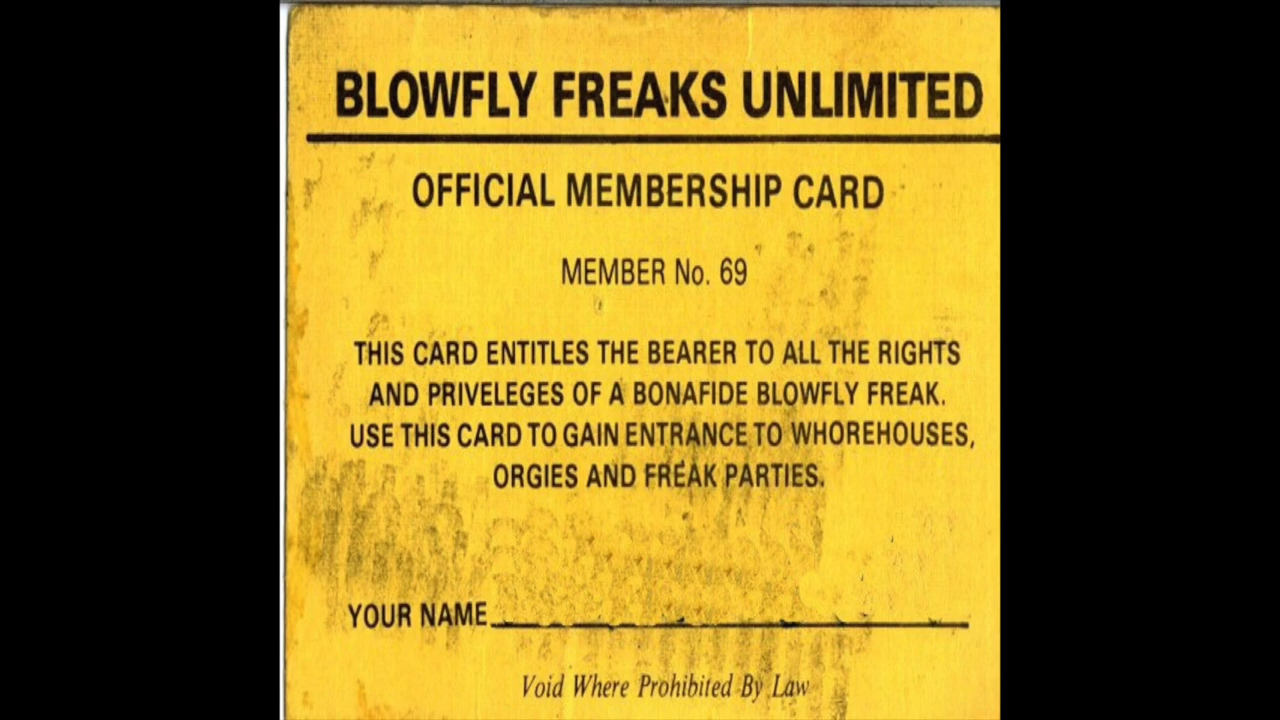 BLOWFLY FREAKS UNLIMITED
OFFICIAL MEMBERSHIP CARD
MEMBER No. 69
THIS CARD ENTITLES THE BEARER TO ALL THE RIGHTS
AND PRIVELEGES OF A BONAFIDE BLOWFLY FREAK.
USE THIS CARD TO GAIN ENTRANCE TO WHOREHOUSES,
ORGIES AND FREAK PARTIES.
YOUR NAME
Void Where Prohibited By Law